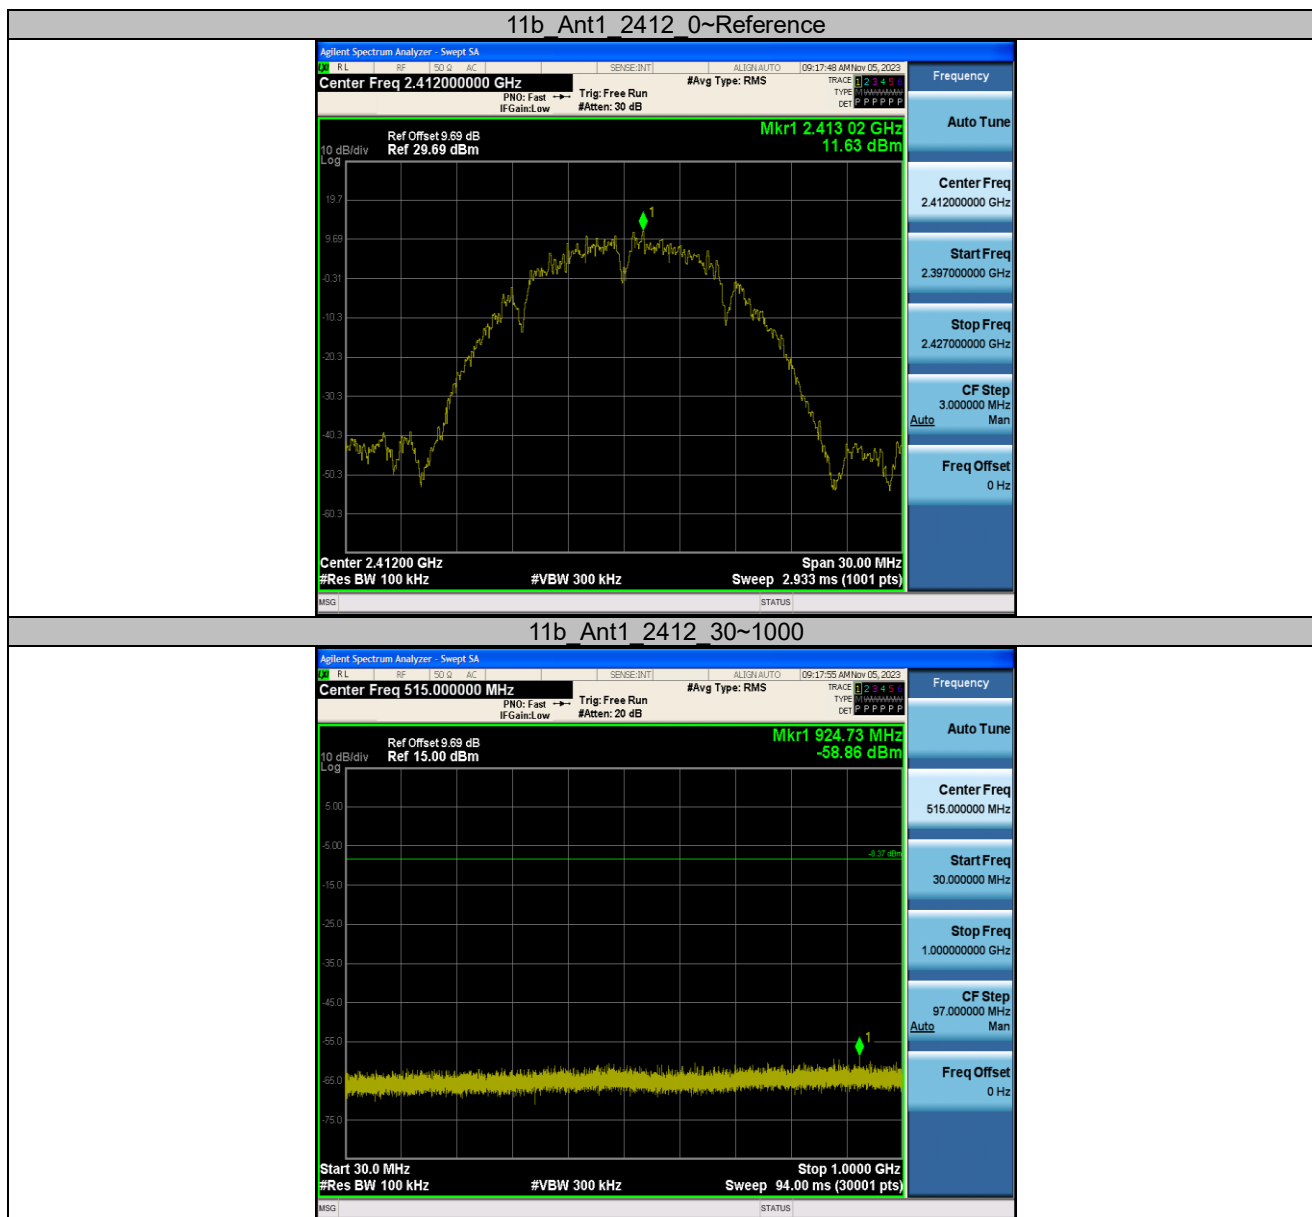 11b_Ant1_2412_0~Reference
Agilent Spectrum Analyzer - Swept SA
RL RF 50 Ω AC SENSE:INT ALIGN AUTO 09:17:48 AM Nov 05, 2023
Center Freq 2.412000000 GHz #Avg Type: RMS TRACE 1 2 3 4 5 6
PNO: Fast Trig: Free Run TYPE M WWWWW
IFGain:Low #Atten: 30 dB DET P P P P P P
Frequency
Auto Tune
Mkr1 2.413 02 GHz
11.63 dBm
Ref Offset 9.69 dB
10 dB/div Ref 29.69 dBm
Log
19.7
9.69
-0.31
-10.3
-20.3
-30.3
-40.3
-50.3
-60.3
1
Center 2.41200 GHz Span 30.00 MHz
#Res BW 100 kHz #VBW 300 kHz Sweep 2.933 ms (1001 pts)
Center Freq
2.412000000 GHz
Start Freq
2.397000000 GHz
Stop Freq
2.427000000 GHz
CF Step
3.000000 MHz
Auto Man
Freq Offset
0 Hz
MSG STATUS
11b_Ant1_2412_30~1000
Agilent Spectrum Analyzer - Swept SA
RL RF 50 Ω AC SENSE:INT ALIGN AUTO 09:17:55 AM Nov 05, 2023
Center Freq 515.000000 MHz #Avg Type: RMS TRACE 1 2 3 4 5 6
PNO: Fast Trig: Free Run TYPE M WWWWW
IFGain:Low #Atten: 20 dB DET P P P P P P
Frequency
Auto Tune
Mkr1 924.73 MHz
-58.86 dBm
Ref Offset 9.69 dB
10 dB/div Ref 15.00 dBm
Log
5.00
-5.00
-15.0
-25.0
-35.0
-45.0
-55.0
-65.0
-75.0
-8.37 dBm
1
Start 30.0 MHz Stop 1.0000 GHz
#Res BW 100 kHz #VBW 300 kHz Sweep 94.00 ms (30001 pts)
Center Freq
515.000000 MHz
Start Freq
30.000000 MHz
Stop Freq
1.000000000 GHz
CF Step
97.000000 MHz
Auto Man
Freq Offset
0 Hz
MSG STATUS